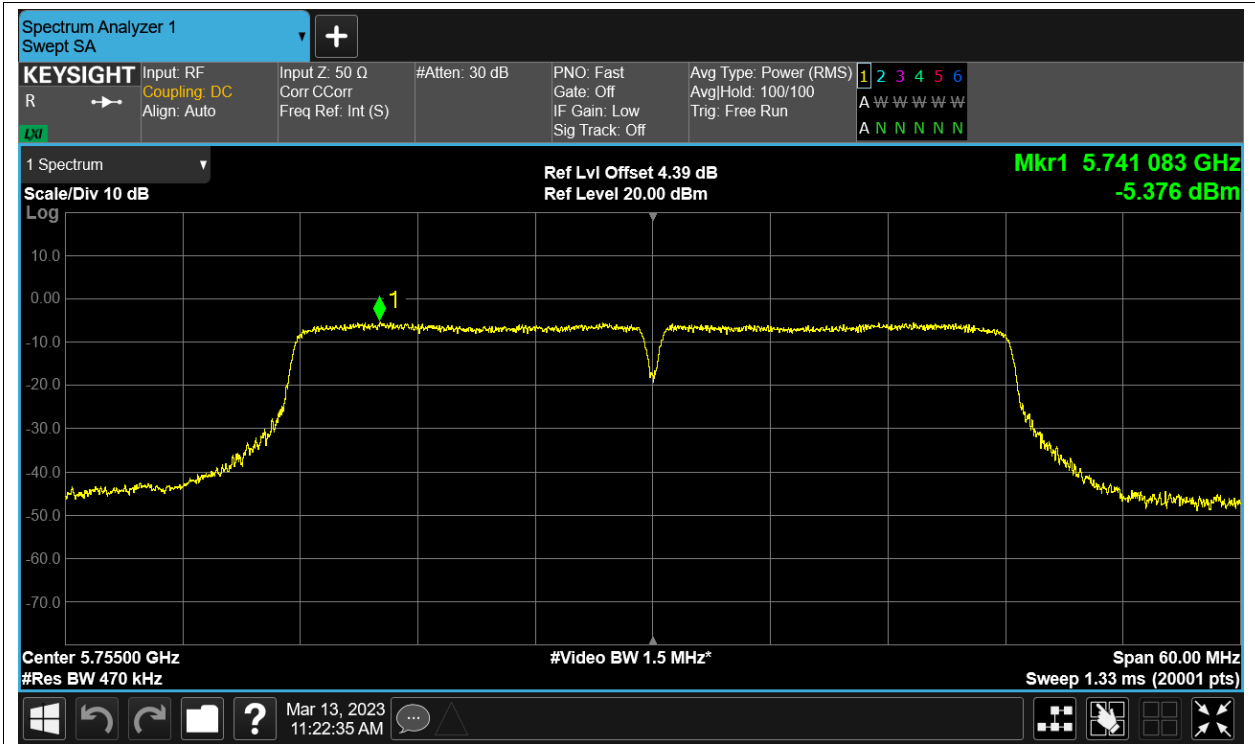 Spectrum Analyzer 1
Swept SA
KEYSIGHT
R
LXI
Input: RF
Coupling: DC
Align: Auto
Input Z: 50 Ω
Corr CCorr
Freq Ref: Int (S)
#Atten: 30 dB
PNO: Fast
Gate: Off
IF Gain: Low
Sig Track: Off
Avg Type: Power (RMS)
Avg|Hold: 100/100
Trig: Free Run
1 2 3 4 5 6
A W W W W W
A N N N N N
1 Spectrum
Scale/Div 10 dB
Ref Lvl Offset 4.39 dB
Ref Level 20.00 dBm
Mkr1 5.741 083 GHz
-5.376 dBm
Log
10.0
0.00
-10.0
-20.0
-30.0
-40.0
-50.0
-60.0
-70.0
1
Center 5.75500 GHz
#Res BW 470 kHz
#Video BW 1.5 MHz*
Span 60.00 MHz
Sweep 1.33 ms (20001 pts)
?
Mar 13, 2023
11:22:35 AM